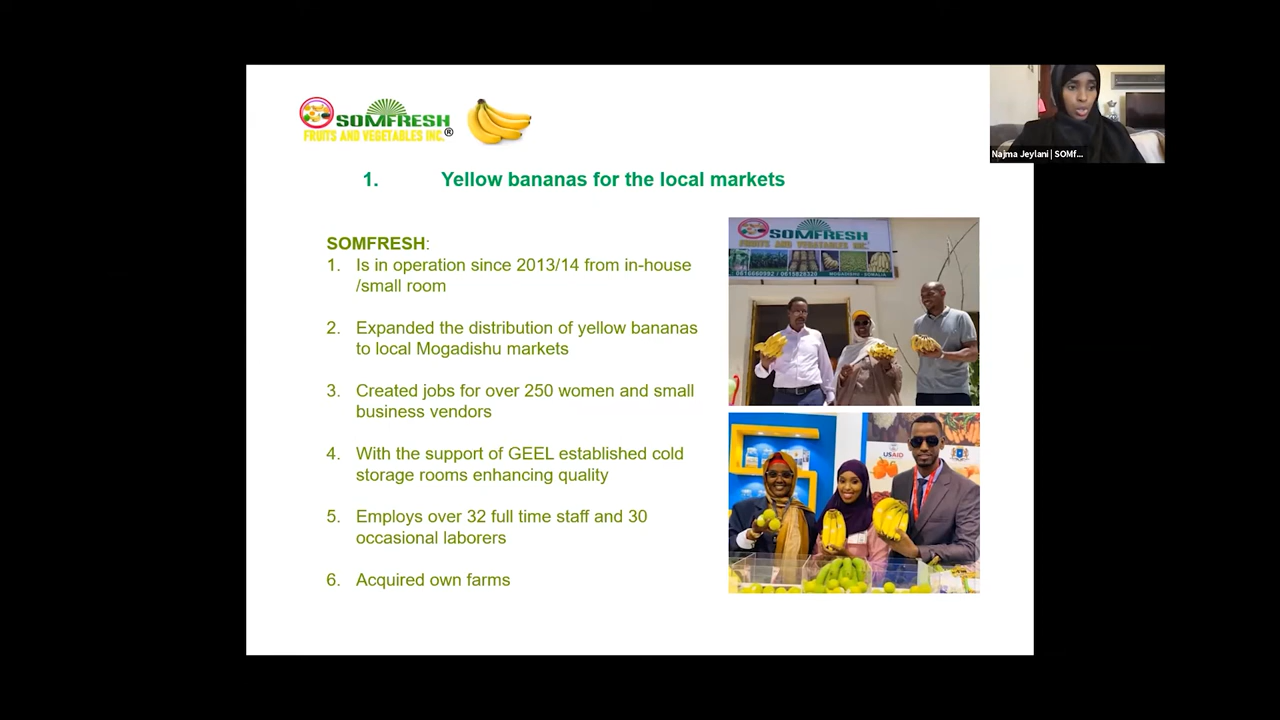 SOMFRESH
FRUITS AND VEGETABLES INC.®
Najma Jeylani | SOMf...
1. Yellow bananas for the local markets
SOMFRESH:
1. Is in operation since 2013/14 from in-house
/small room
2. Expanded the distribution of yellow bananas
to local Mogadishu markets
3. Created jobs for over 250 women and small
business vendors
4. With the support of GEEL established cold
storage rooms enhancing quality
5. Employs over 32 full time staff and 30
occasional laborers
6. Acquired own farms
SOMFRESH
FRUITS AND VEGETABLES INC.
MOGADISHU - SOMALIA
USAID